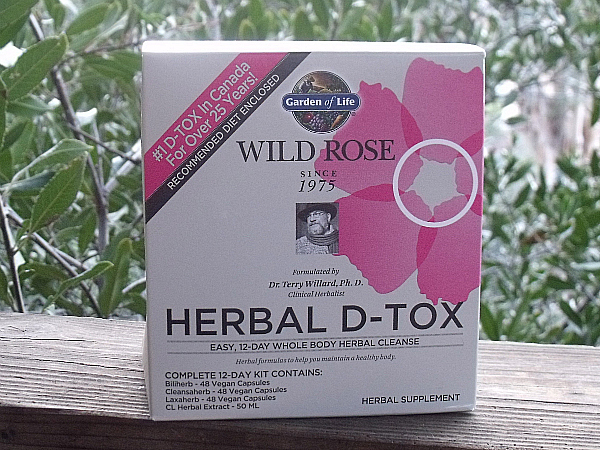 #1 D-TOX In Canada
For Over 25 Years!
RECOMMENDED DIET ENCLOSED
Garden of Life
WILD ROSE
SINCE
1975
Formulated by
Dr. Terry Willard, Ph. D.
Clinical Herbalist
HERBAL D-TOX
EASY, 12-DAY WHOLE BODY HERBAL CLEANSE
Herbal formulas to help you maintain a healthy body.
COMPLETE 12-DAY KIT CONTAINS:
Biliherb - 48 Vegan Capsules
Cleansaherb - 48 Vegan Capsules
Laxaherb - 48 Vegan Capsules
CL Herbal Extract - 50 ML
HERBAL SUPPLEMENT